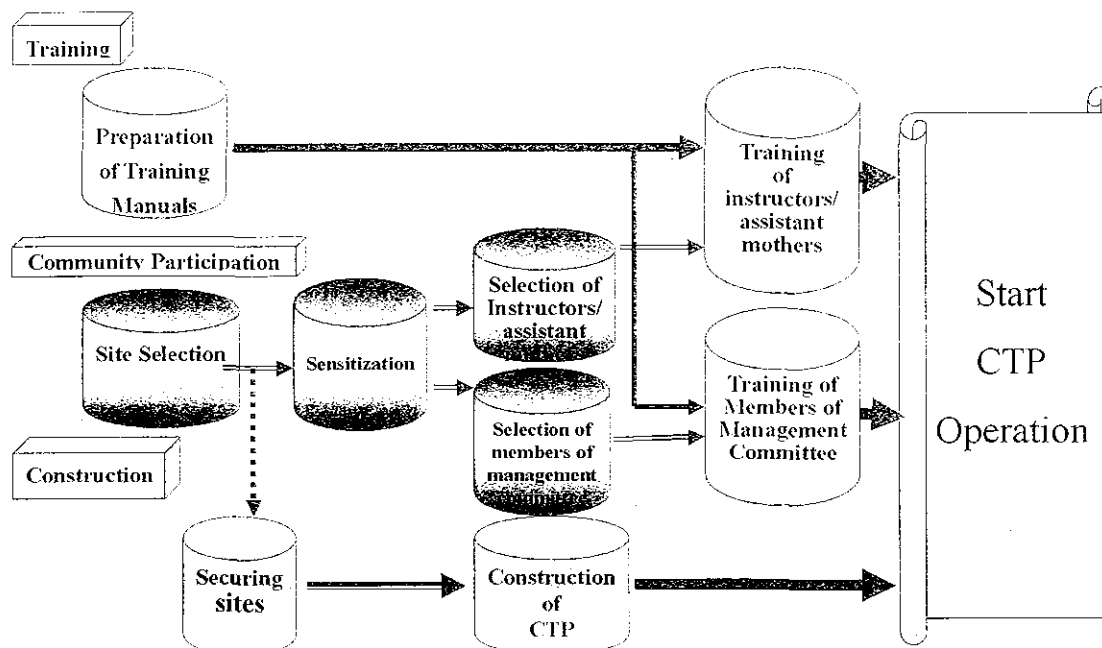 Training
Preparation
of Training
Manuals
Training
of
instructors/
assistant
mothers
Community Participation
Site Selection
Sensitization
Selection of
Instructors/
assistant
Selection of
members of
management
Training of
Members of
Management
Committee
Construction
Securing
sites
Construction
of
CTP
Start
CTP
Operation